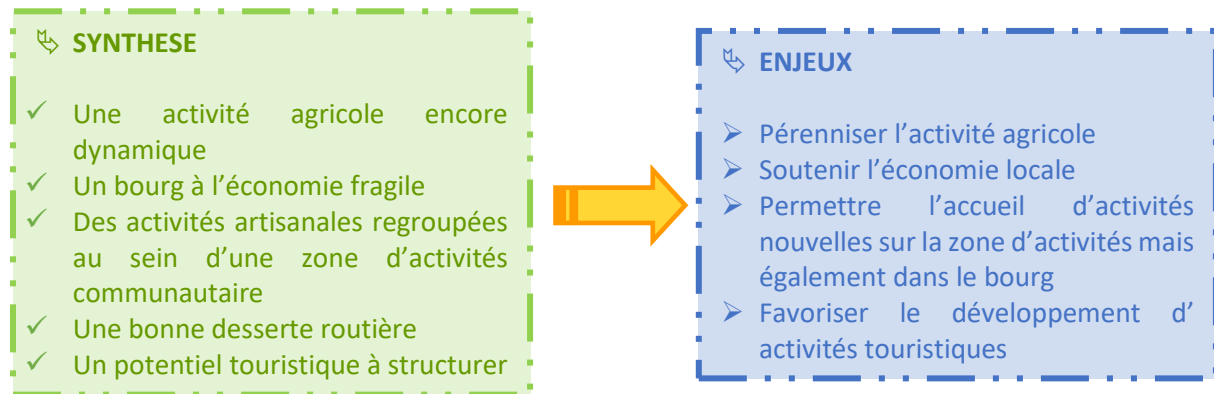 SYNTHESE
✓ Une activité agricole encore
dynamique
✓ Un bourg à l'économie fragile
✓ Des activités artisanales regroupées
au sein d'une zone d'activités
communautaire
✓ Une bonne desserte routière
✓ Un potentiel touristique à structurer
ENJEUX
➢ Pérenniser l'activité agricole
➢ Soutenir l'économie locale
➢ Permettre l'accueil d'activités
nouvelles sur la zone d'activités mais
également dans le bourg
➢ Favoriser le développement d'
activités touristiques